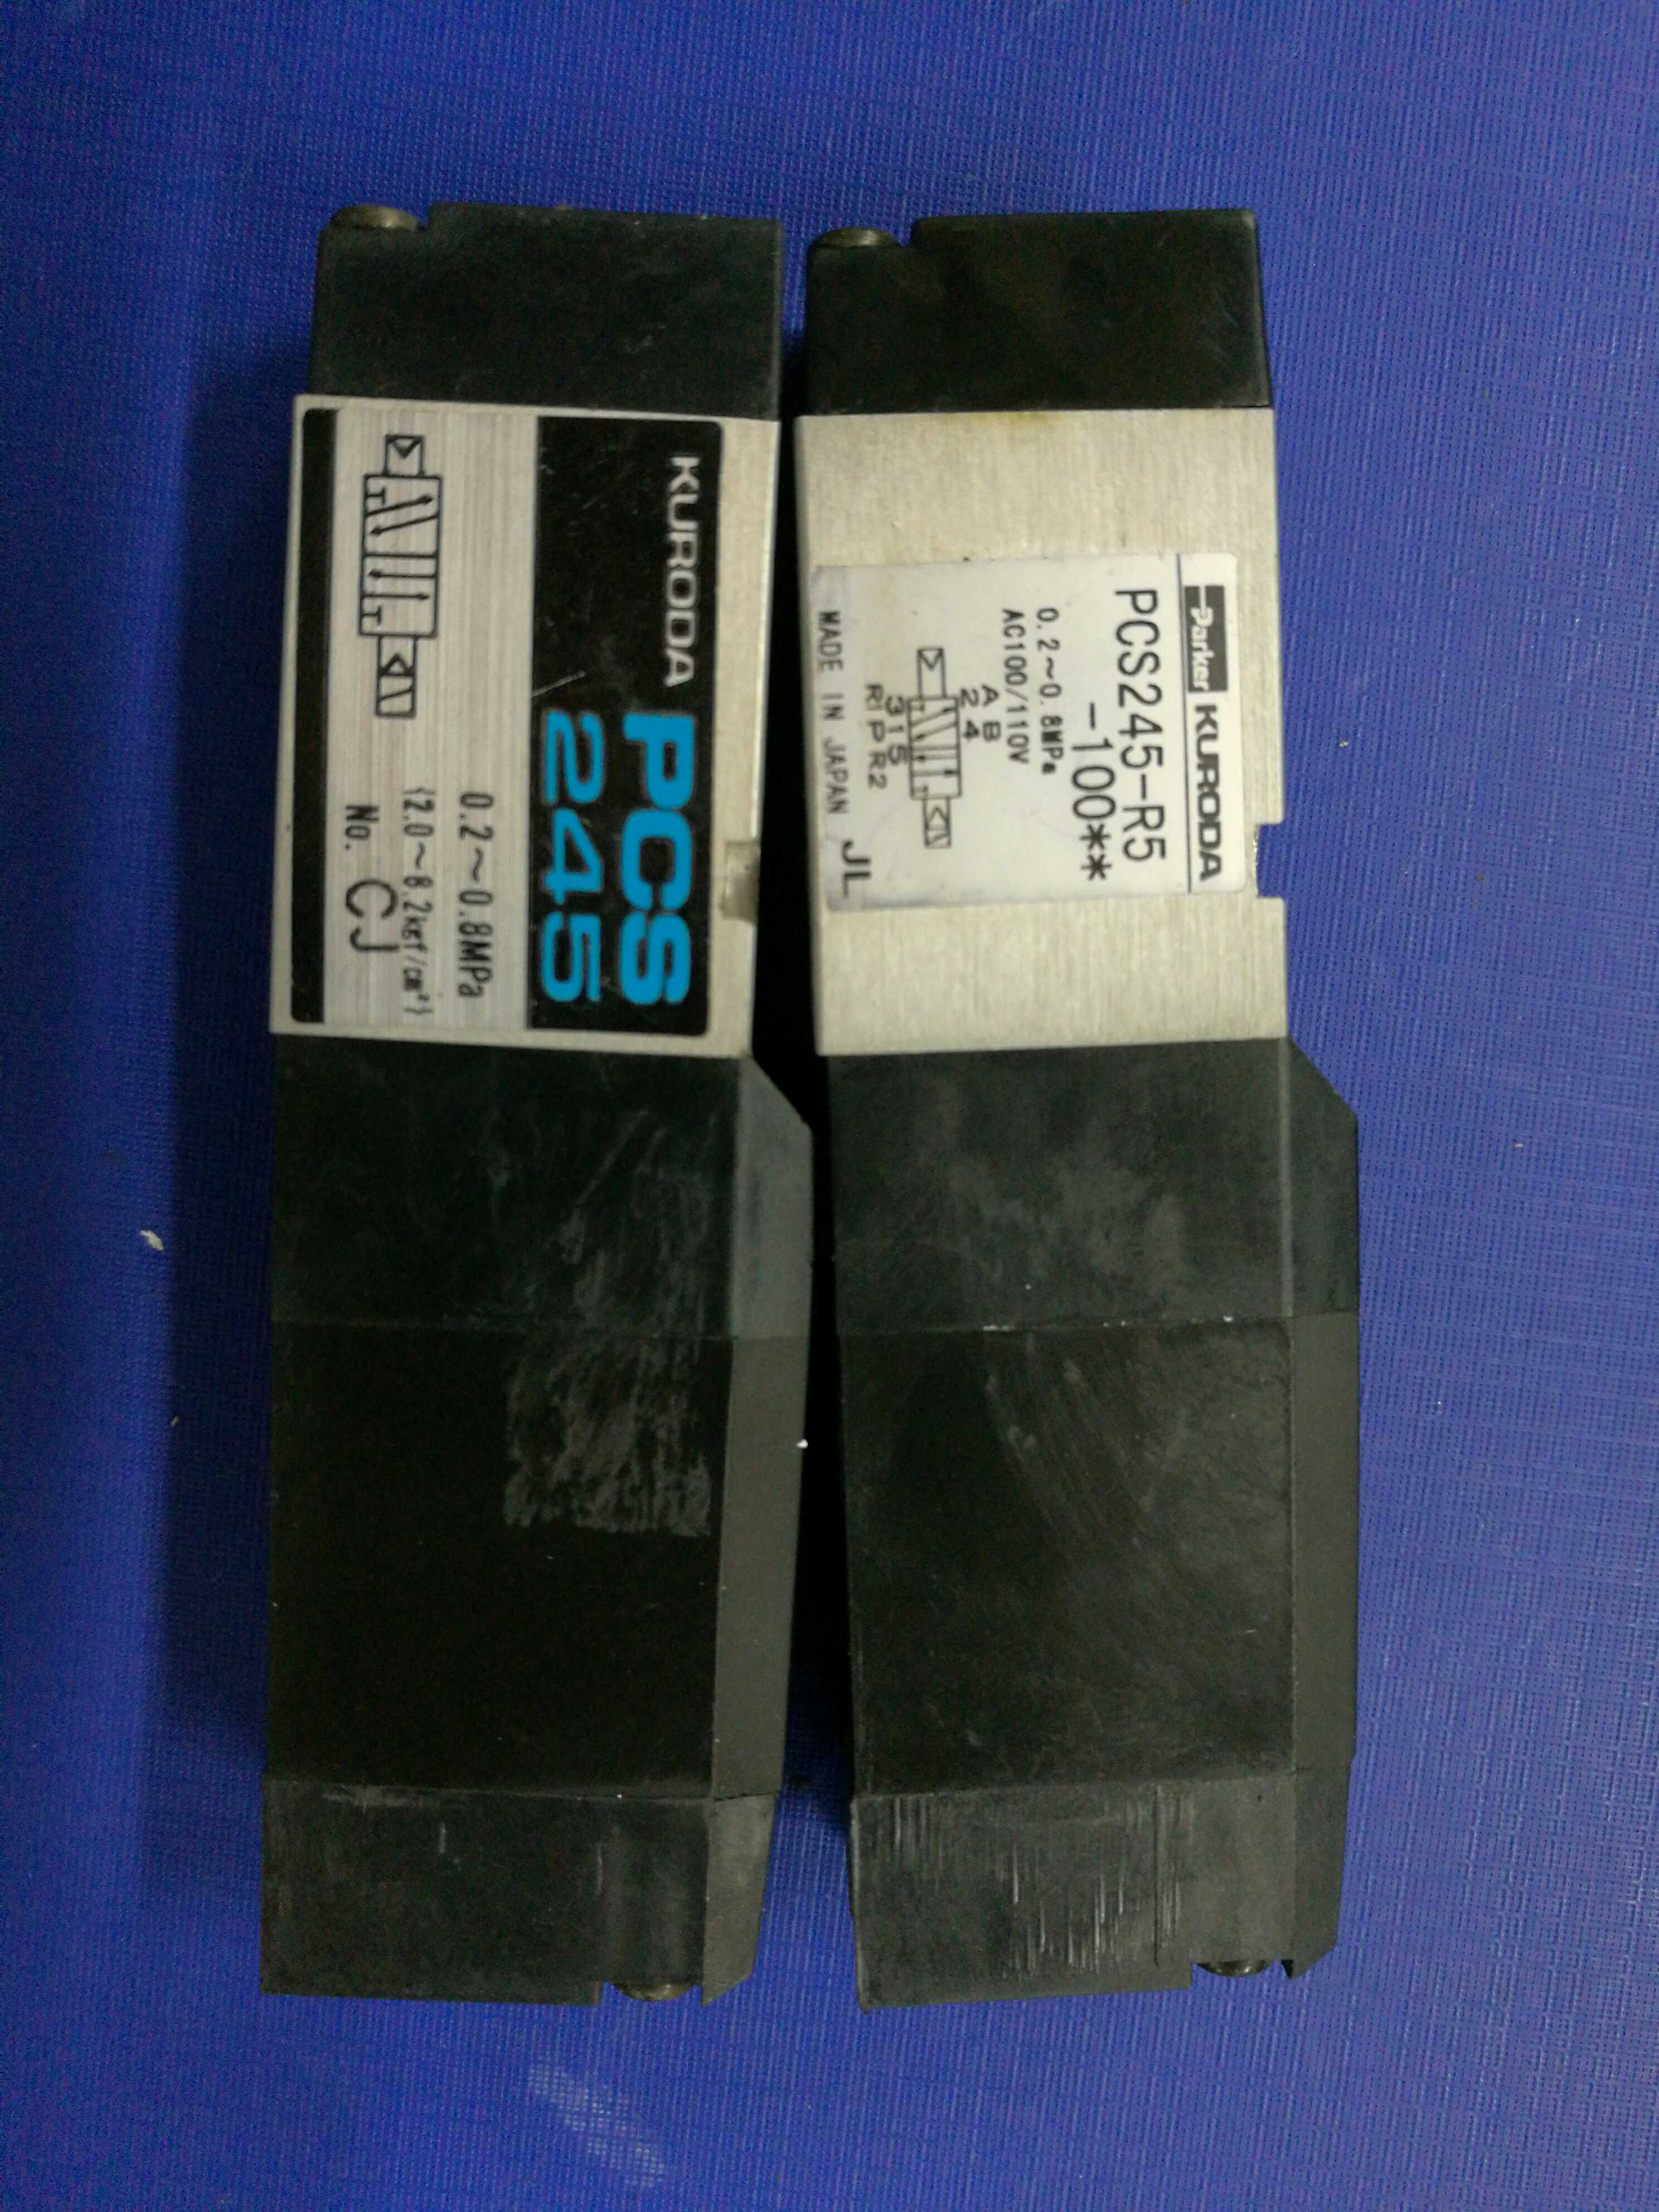 KURODA
PCS
245
0.2～0.8MPa
{2.0～8.2kgf/cm²}
No. CJ
Parker KURODA
PCS245-R5
-100**
0.2～0.8MPa
AC100/110V
A B
2 4
3 1 5
R1 P R2
MADE IN JAPAN JL